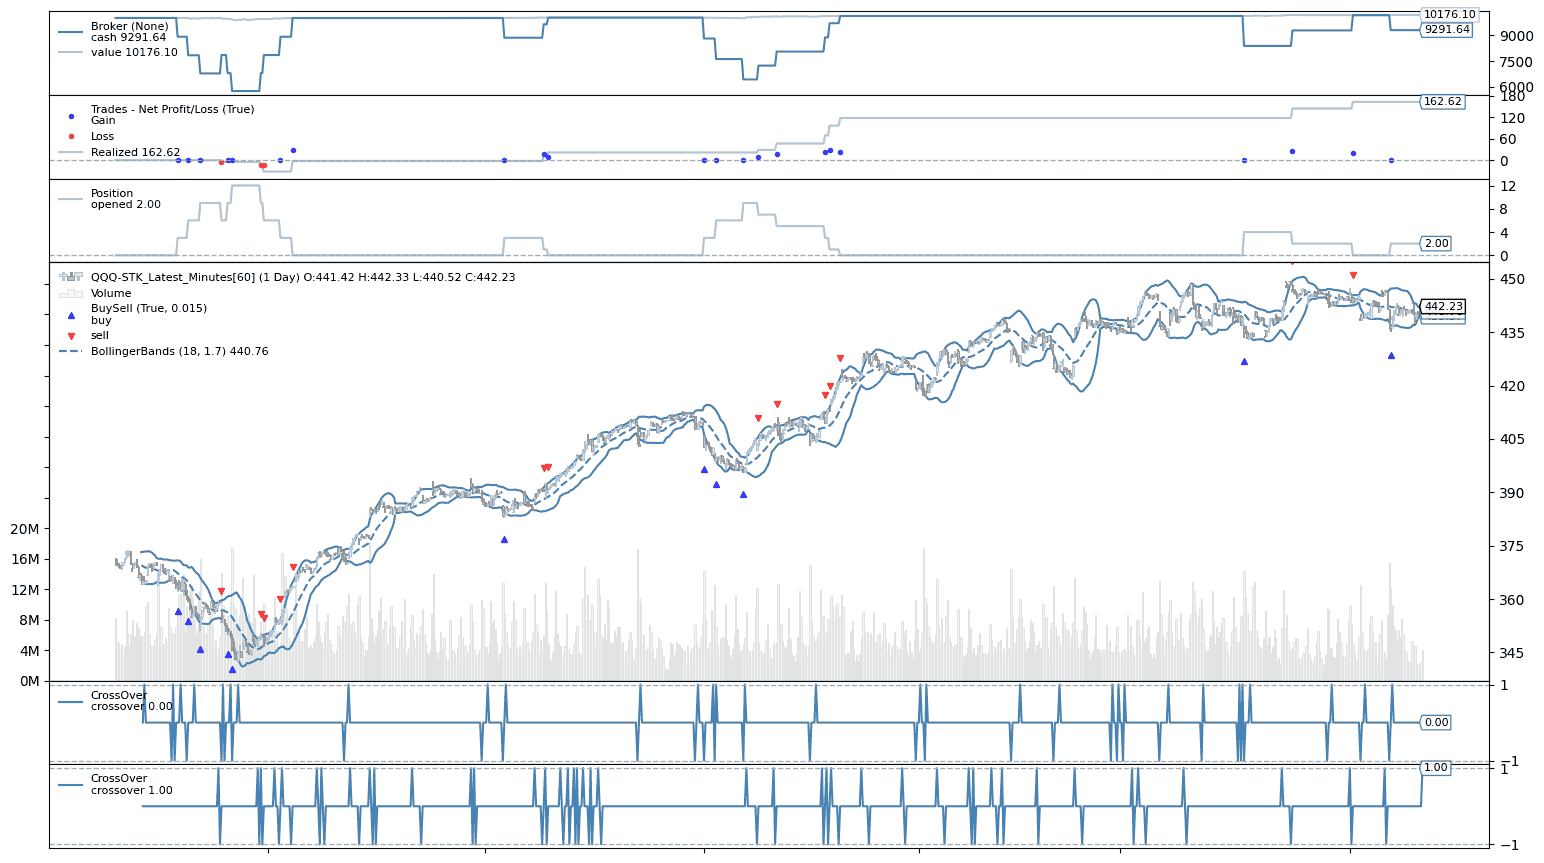 Broker (None)
cash 9291.64
value 10176.10
10176.10
9291.64
9000
7500
6000
Trades - Net Profit/Loss (True)
Gain
Loss
Realized 162.62
162.62
180
120
60
0
Position
opened 2.00
2.00
12
8
4
0
QQQ-STK_Latest_Minutes[60] (1 Day) O:441.42 H:442.33 L:440.52 C:442.23
Volume
BuySell (True, 0.015)
buy
sell
BollingerBands (18, 1.7) 440.76
442.23
450
435
420
405
390
375
360
345
20M
16M
12M
8M
4M
0M
CrossOver
crossover 0.00
0.00
1
−1
CrossOver
crossover 1.00
1.00
1
−1